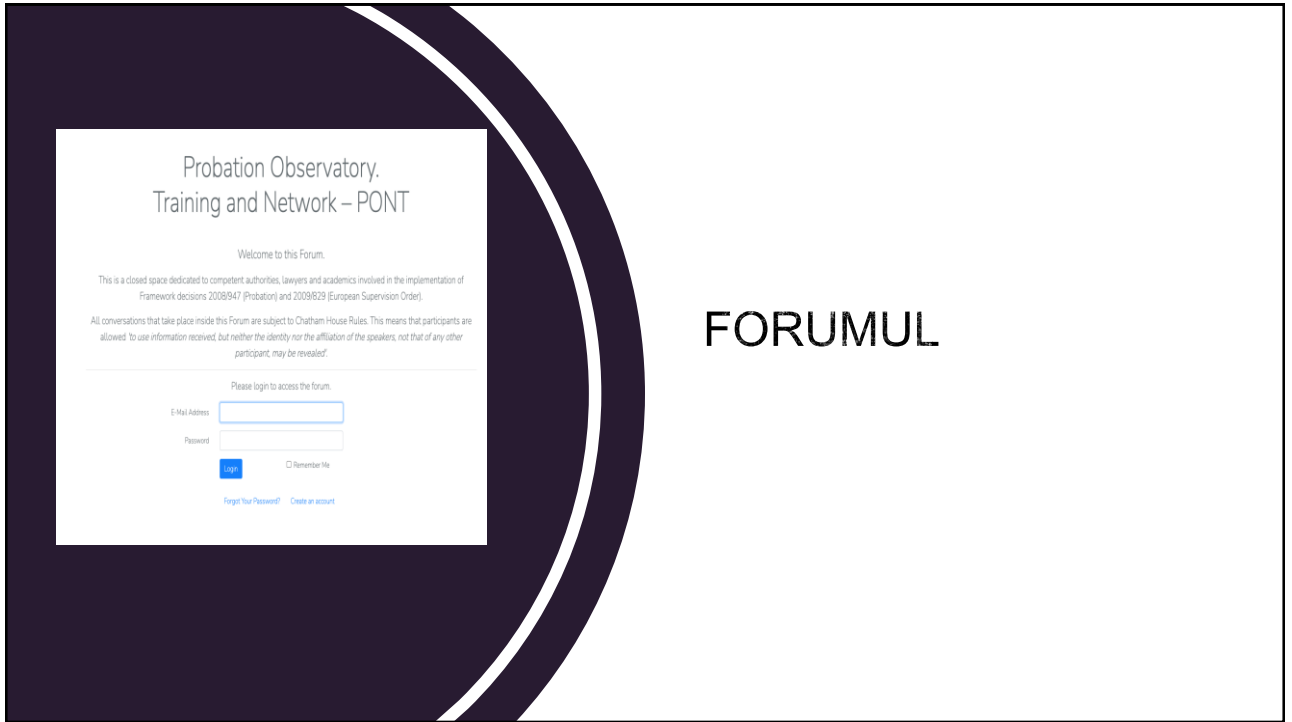 Probation Observatory.
Training and Network – PONT
Welcome to this Forum.
This is a closed space dedicated to competent authorities, lawyers and academics involved in the implementation of
Framework decisions 2008/947 (Probation) and 2009/829 (European Supervision Order).
All conversations that take place inside this Forum are subject to Chatham House Rules. This means that participants are
allowed 'to use information received, but neither the identity nor the affiliation of the speakers, not that of any other
participant, may be revealed'.
Please login to access the forum.
E-Mail Address
Password
Login
Remember Me
Forgot Your Password? Create an account
FORUMUL